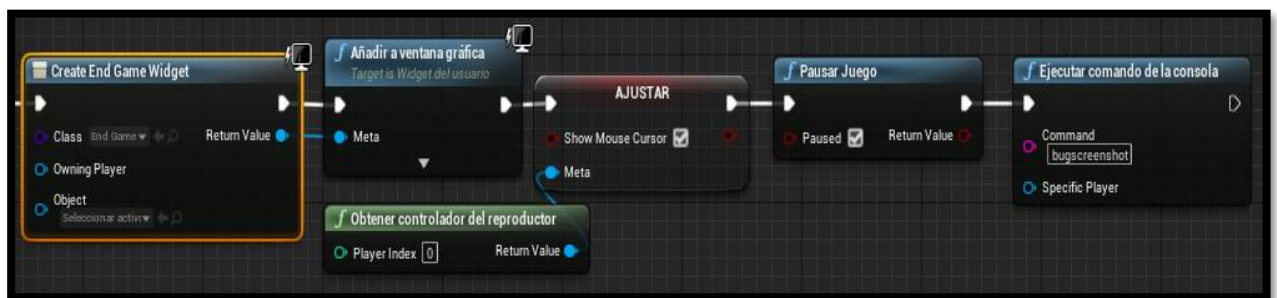 Create End Game Widget
Class End Game
Return Value
Owning Player
Object
Seleccionar activo
Añadir a ventana gráfica
Target is Widget del usuario
Meta
Obtener controlador del reproductor
Player Index 0
Return Value
AJUSTAR
Show Mouse Cursor
Meta
Pausar Juego
Paused
Return Value
Ejecutar comando de la consola
Command
bugscreenshot
Specific Player